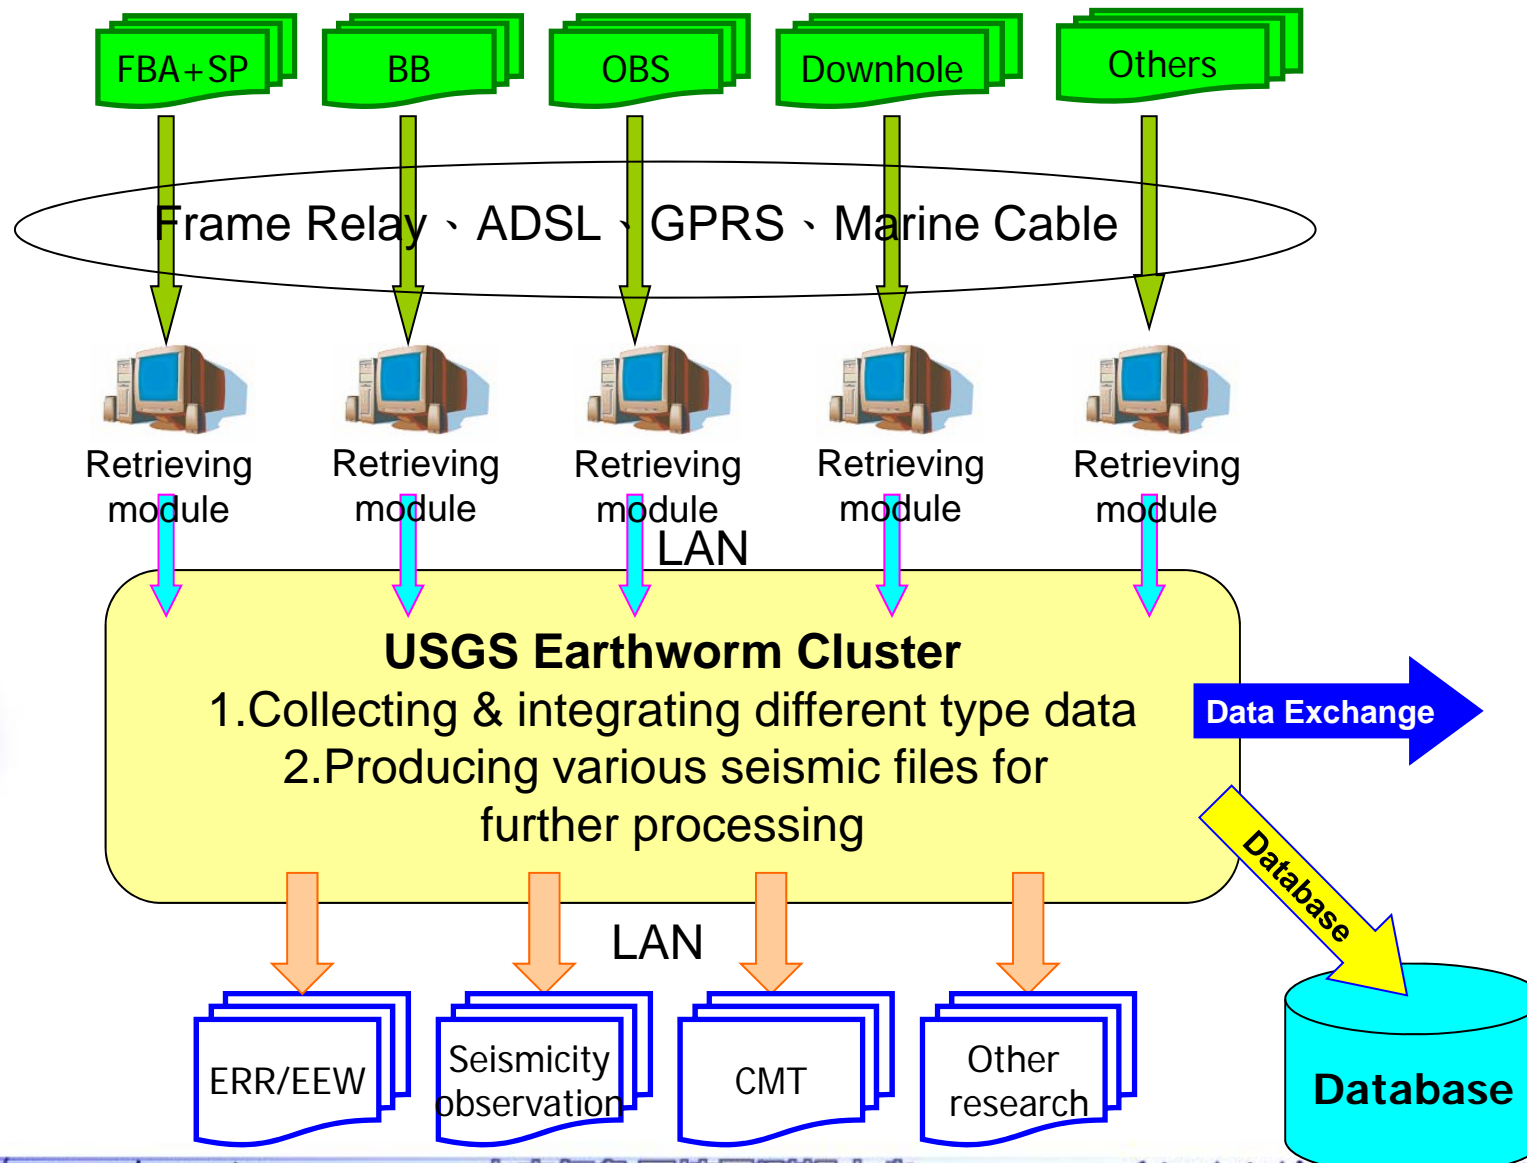 FBA+SP
BB
OBS
Downhole
Others
Frame Relay、ADSL、GPRS、Marine Cable
Retrieving
module
Retrieving
module
Retrieving
module
Retrieving
module
Retrieving
module
LAN
USGS Earthworm Cluster
1.Collecting & integrating different type data
2.Producing various seismic files for
further processing
Data Exchange
Database
LAN
ERR/EEW
Seismicity
observation
CMT
Other
research
Database